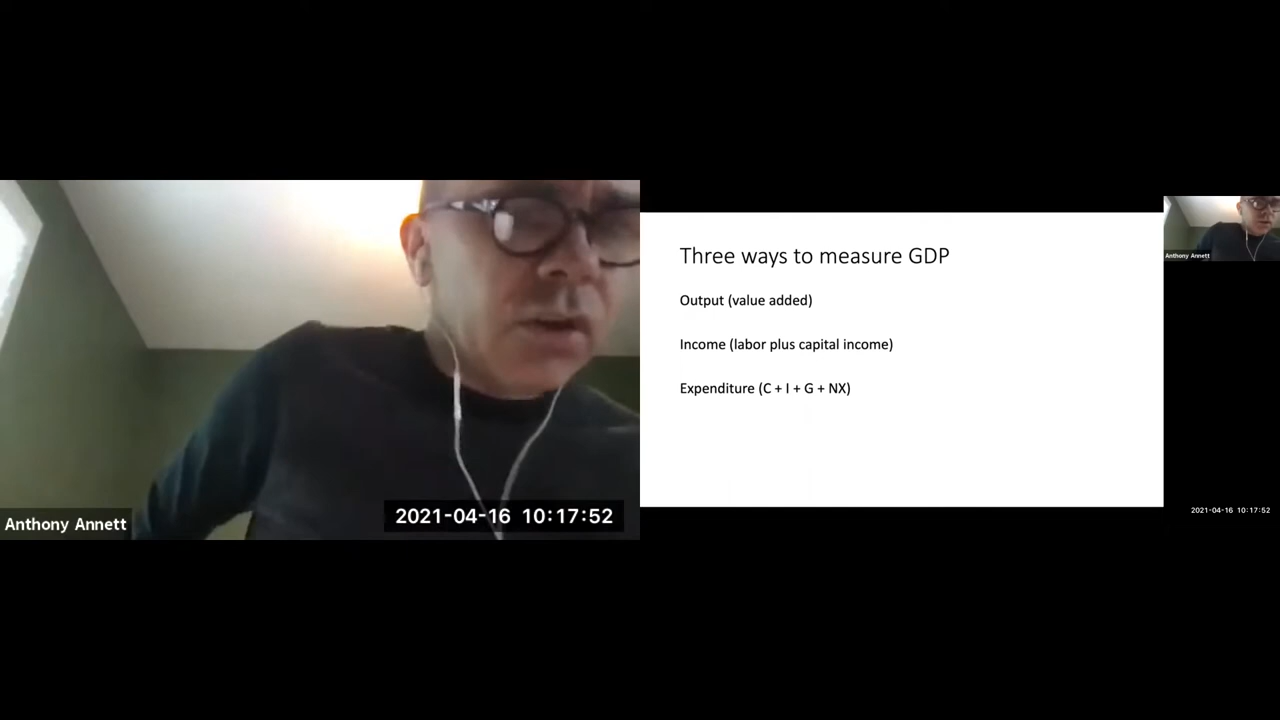 Anthony Annett
2021-04-16 10:17:52
Three ways to measure GDP
Output (value added)
Income (labor plus capital income)
Expenditure (C + I + G + NX)
Anthony Annett
2021-04-16 10:17:52